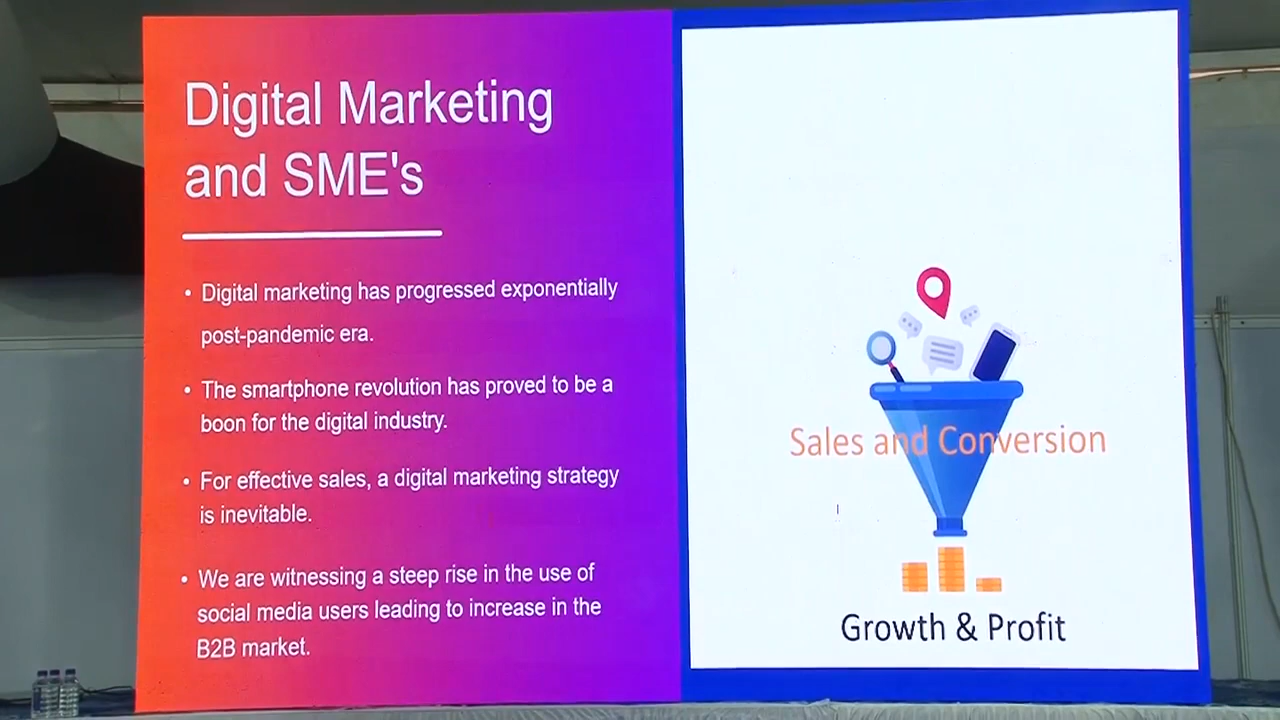 Digital Marketing
and SME's
• Digital marketing has progressed exponentially
post-pandemic era.
• The smartphone revolution has proved to be a
boon for the digital industry.
• For effective sales, a digital marketing strategy
is inevitable.
• We are witnessing a steep rise in the use of
social media users leading to increase in the
B2B market.
Sales and Conversion
Growth & Profit